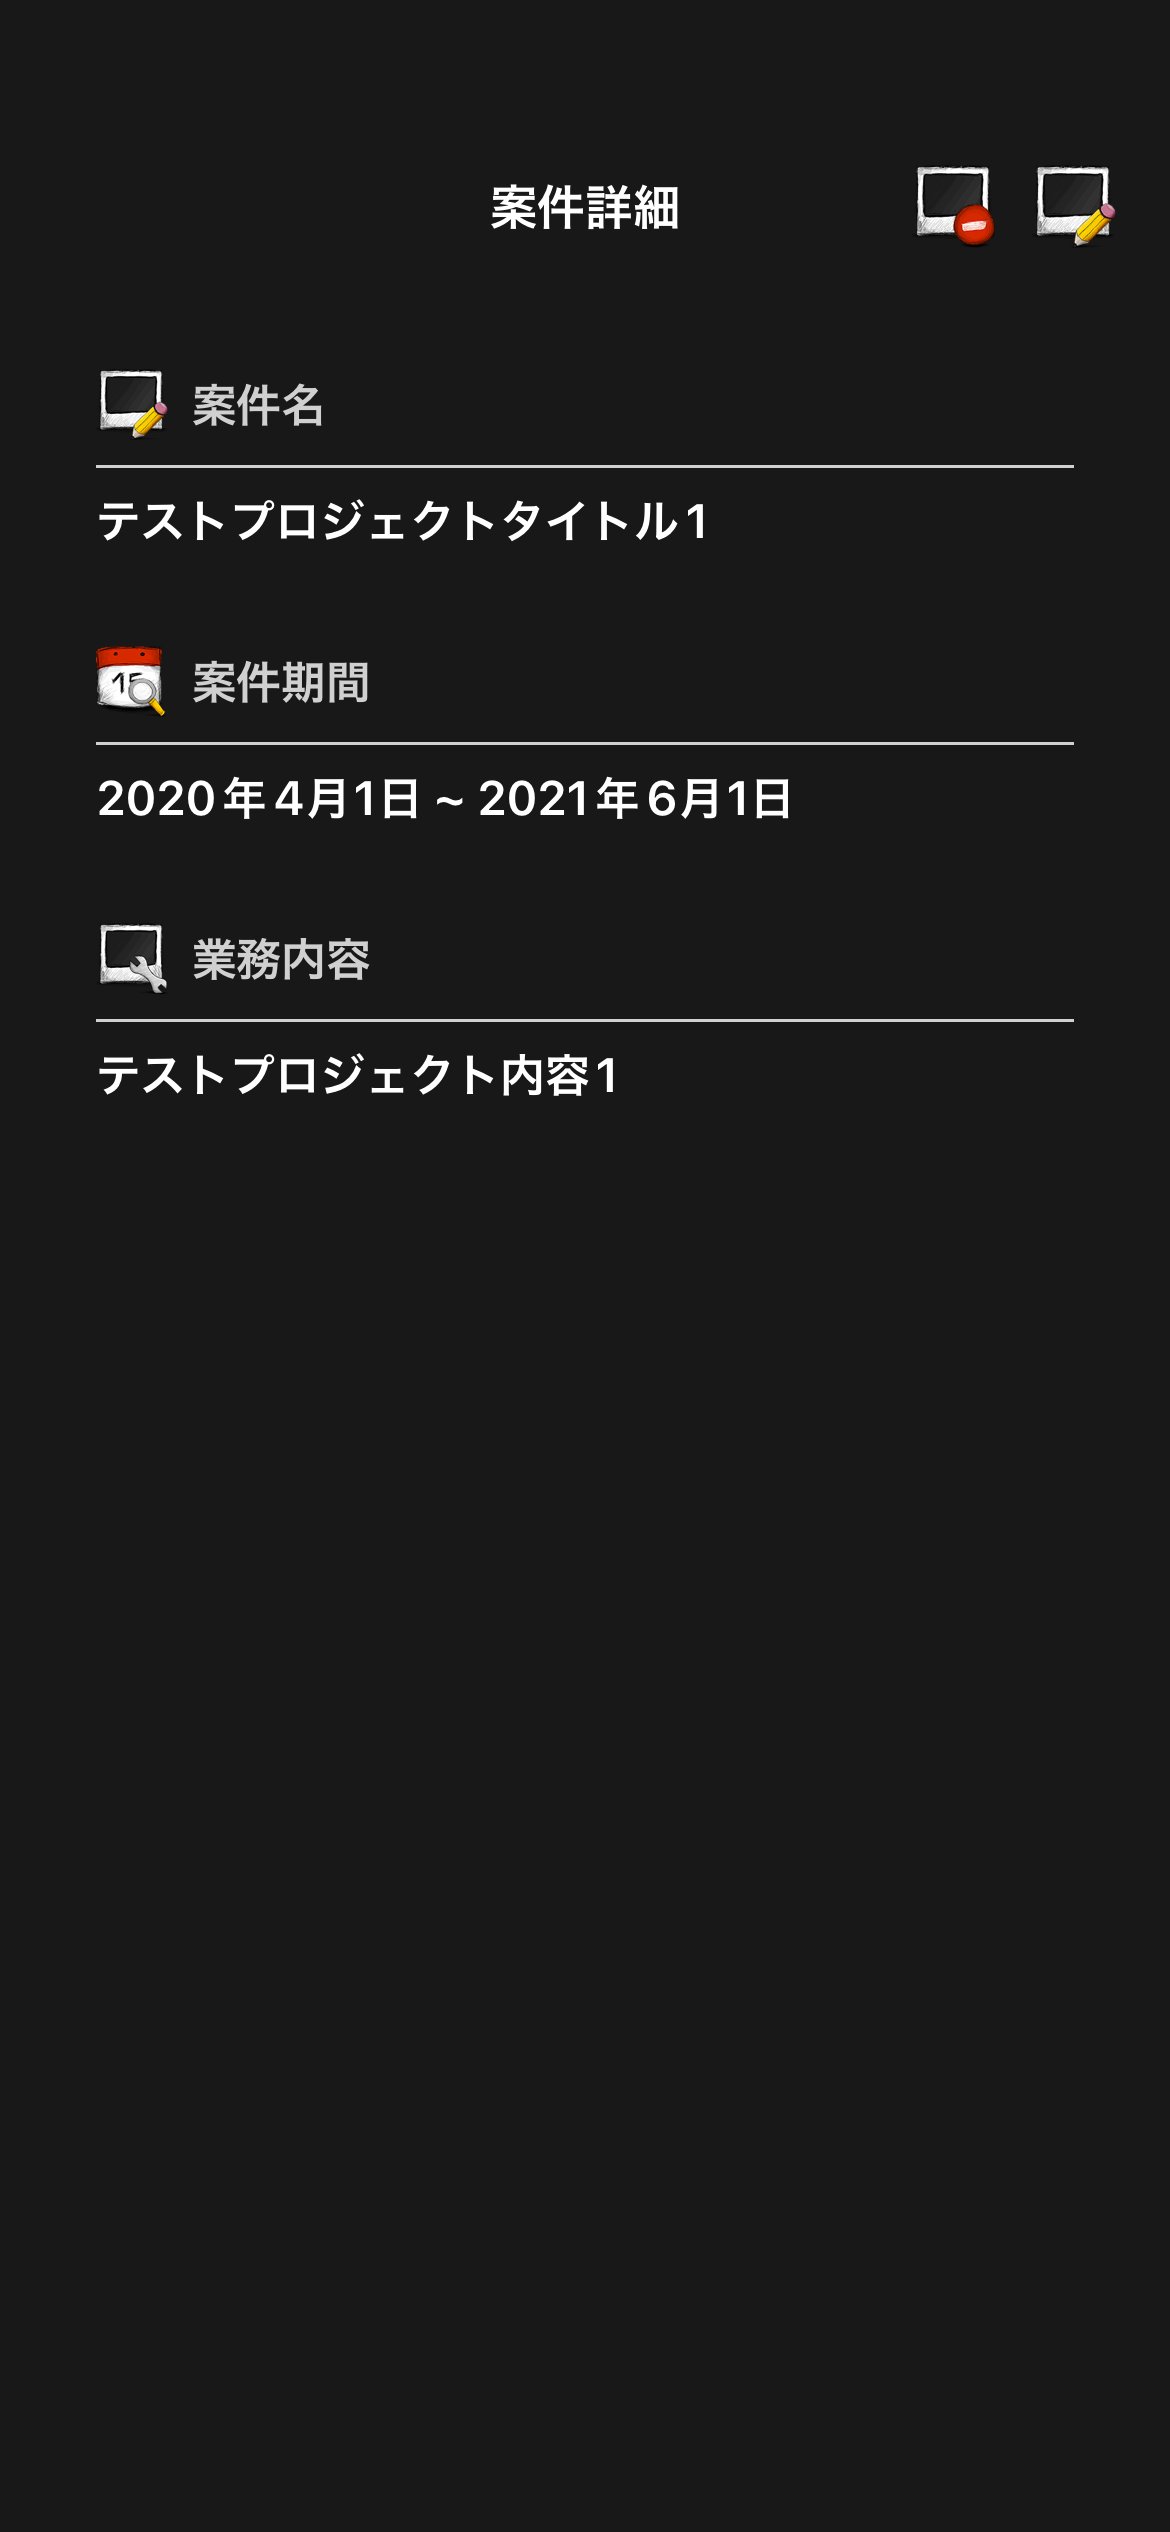 案件詳細
案件名
テストプロジェクトタイトル1
案件期間
2020年4月1日 ~ 2021年6月1日
業務内容
テストプロジェクト内容1